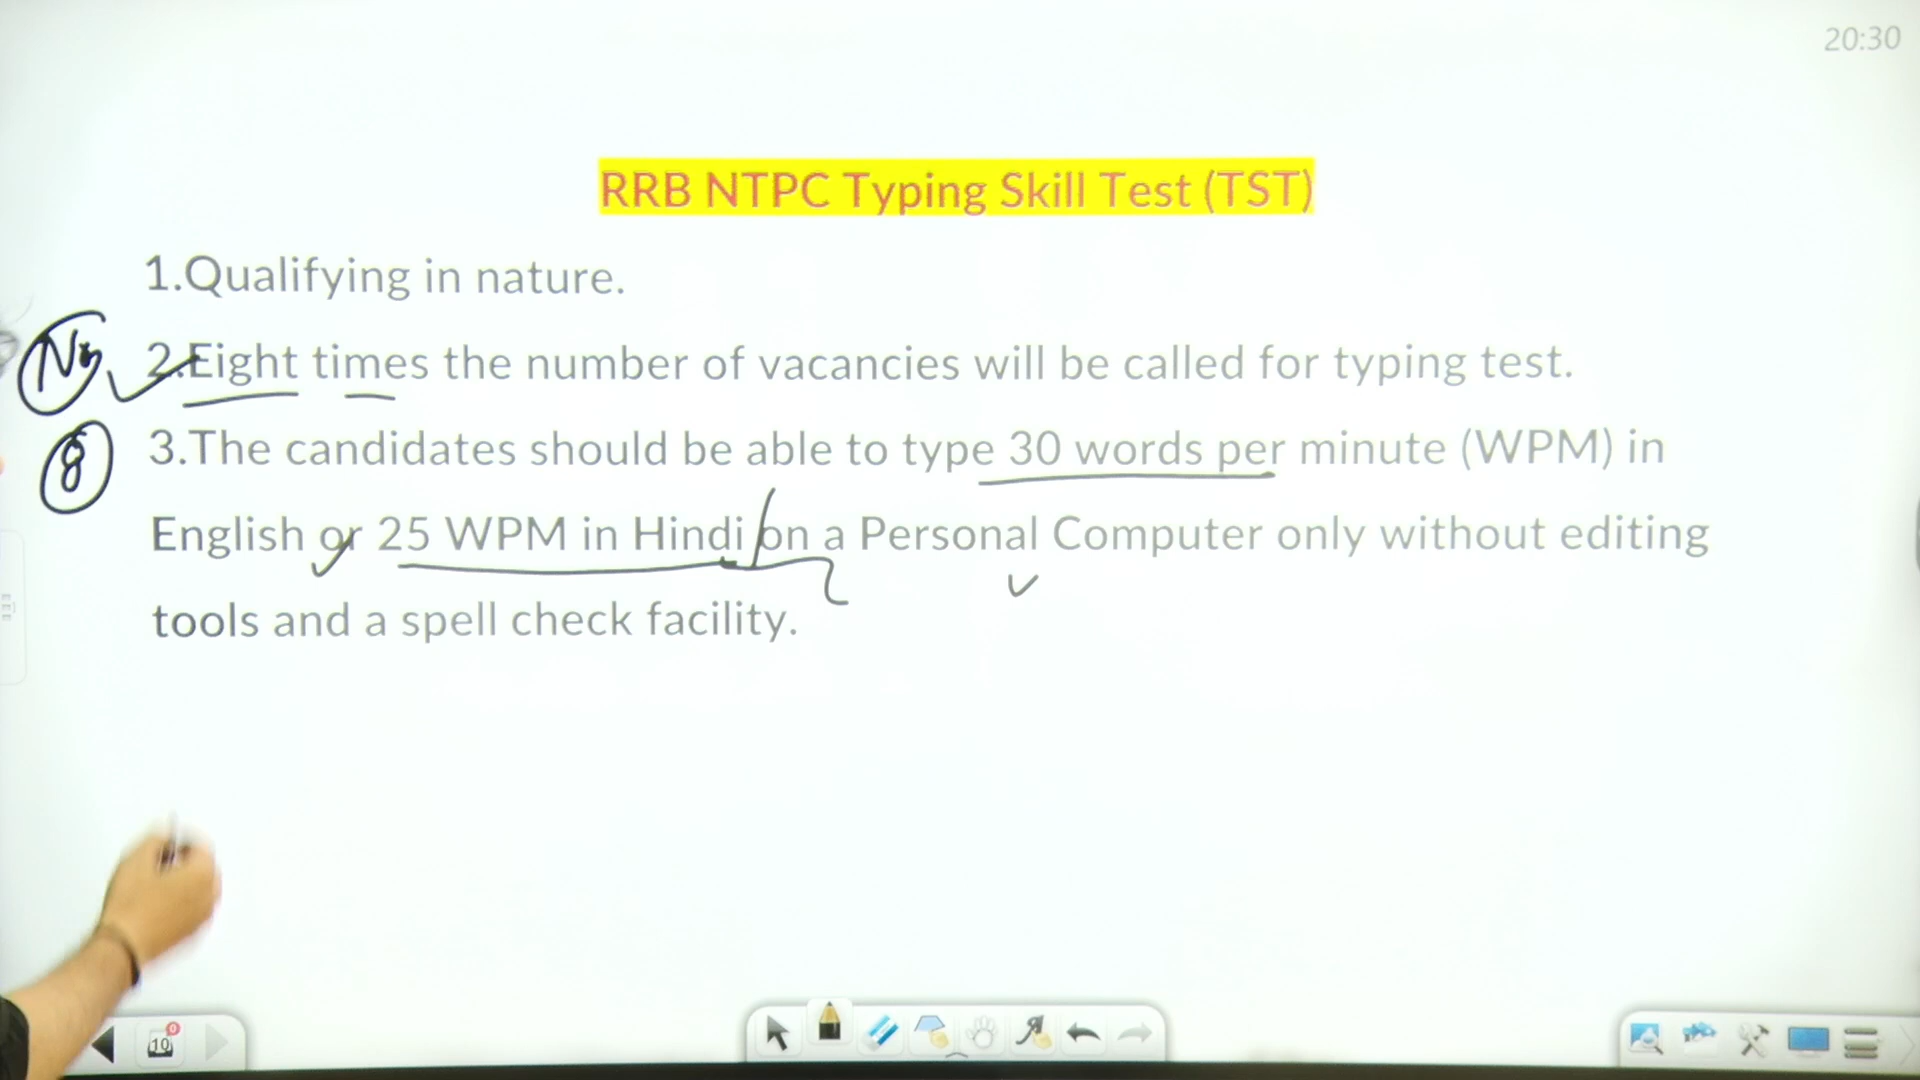 20:30
RRB NTPC Typing Skill Test (TST)
1.Qualifying in nature.
2.Eight times the number of vacancies will be called for typing test.
8
3.The candidates should be able to type 30 words per minute (WPM) in
English or 25 WPM in Hindi on a Personal Computer only without editing
tools and a spell check facility.
10
0